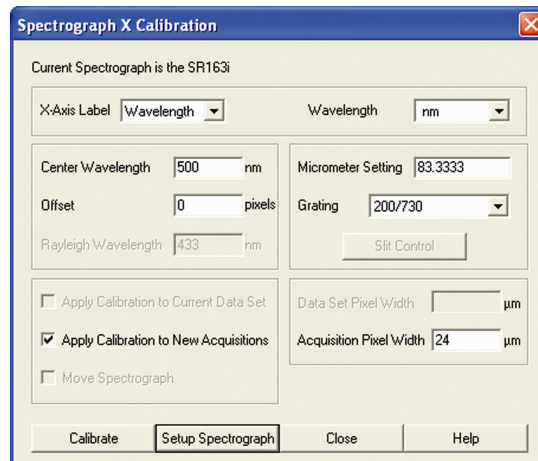 Spectrograph X Calibration
Current Spectrograph is the SR163i
X-Axis Label Wavelength Wavelength nm
Center Wavelength 500 nm
Offset 0 pixels
Rayleigh Wavelength 433 nm
Micrometer Setting 83.3333
Grating 200/730
Slit Control
Apply Calibration to Current Data Set
Apply Calibration to New Acquisitions
Move Spectrograph
Data Set Pixel Width µm
Acquisition Pixel Width 24 µm
Calibrate Setup Spectrograph Close Help